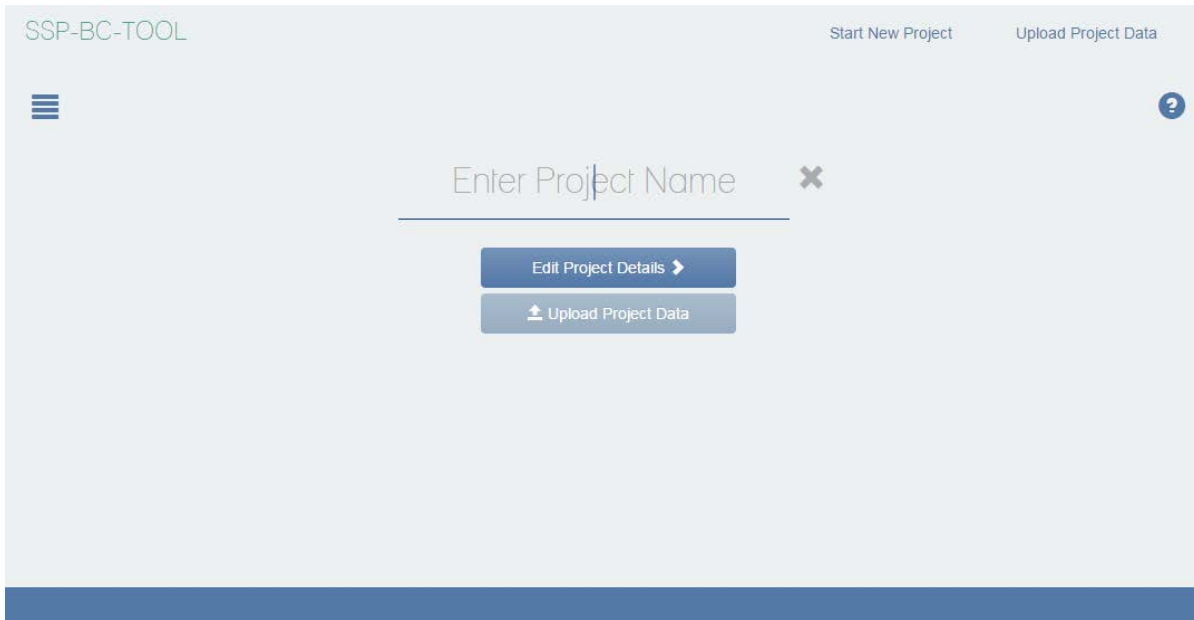 SSP-BC-TOOL
Start New Project
Upload Project Data
?
Enter Project Name
Edit Project Details
Upload Project Data